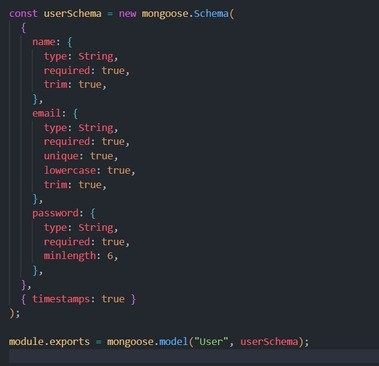 const userSchema = new mongoose.Schema(
{
name: {
type: String,
required: true,
trim: true,
},
email: {
type: String,
required: true,
unique: true,
lowercase: true,
trim: true,
},
password: {
type: String,
required: true,
minlength: 6,
},
},
{ timestamps: true }
);
module.exports = mongoose.model("User", userSchema);